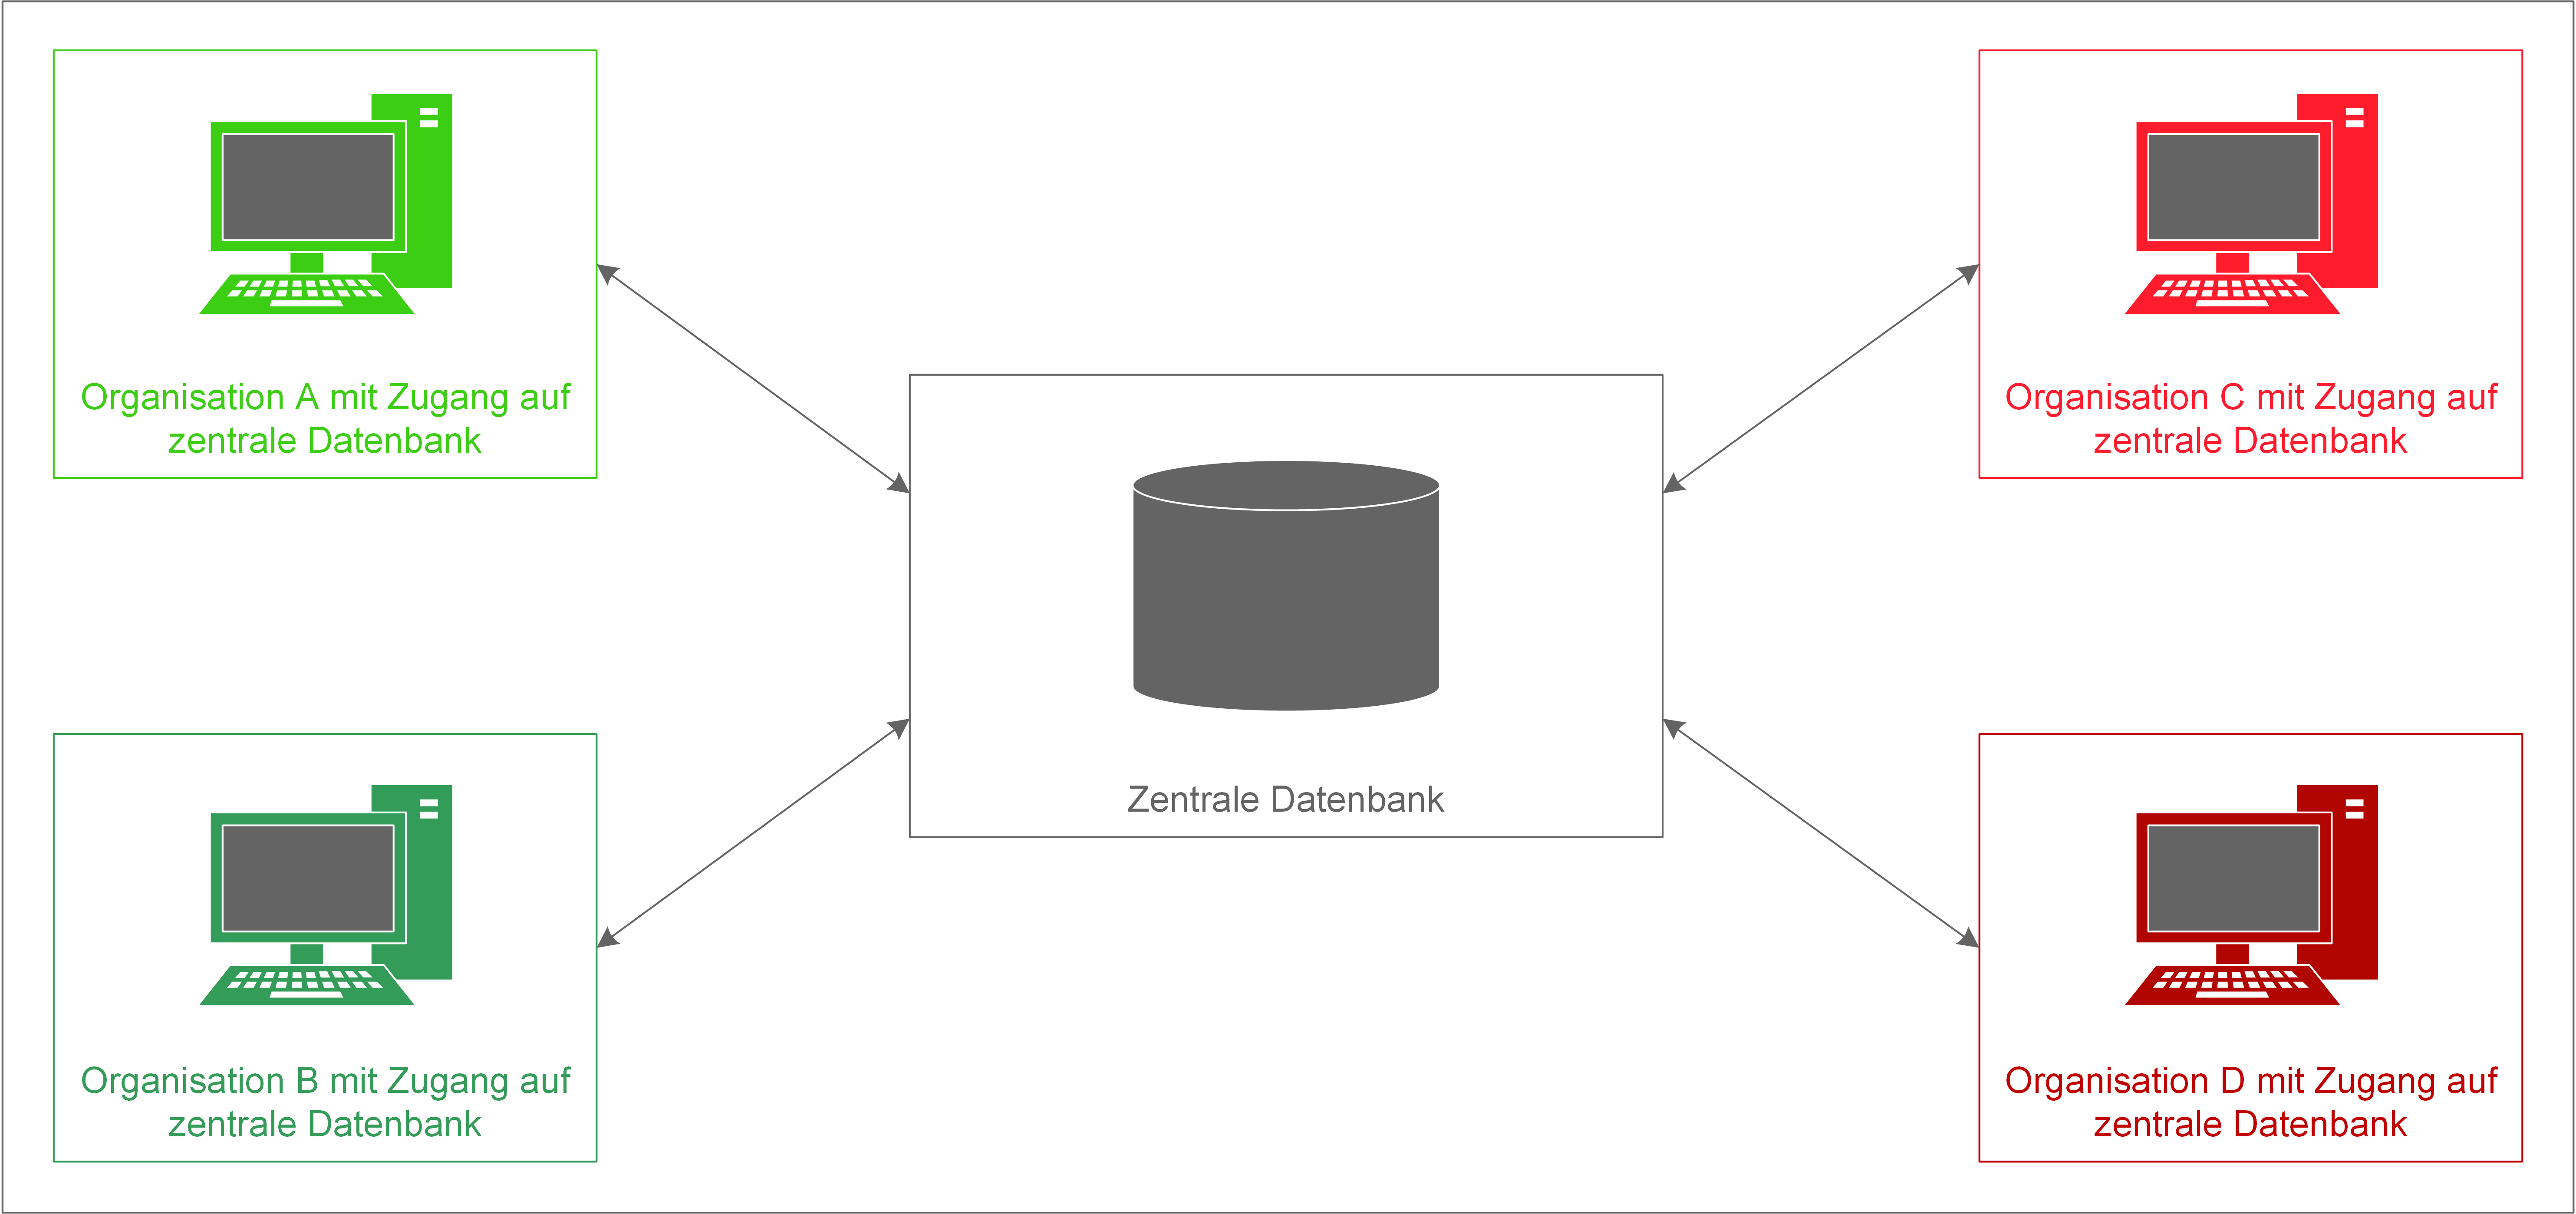 Organisation A mit Zugang auf
zentrale Datenbank
Organisation C mit Zugang auf
zentrale Datenbank
Zentrale Datenbank
Organisation B mit Zugang auf
zentrale Datenbank
Organisation D mit Zugang auf
zentrale Datenbank